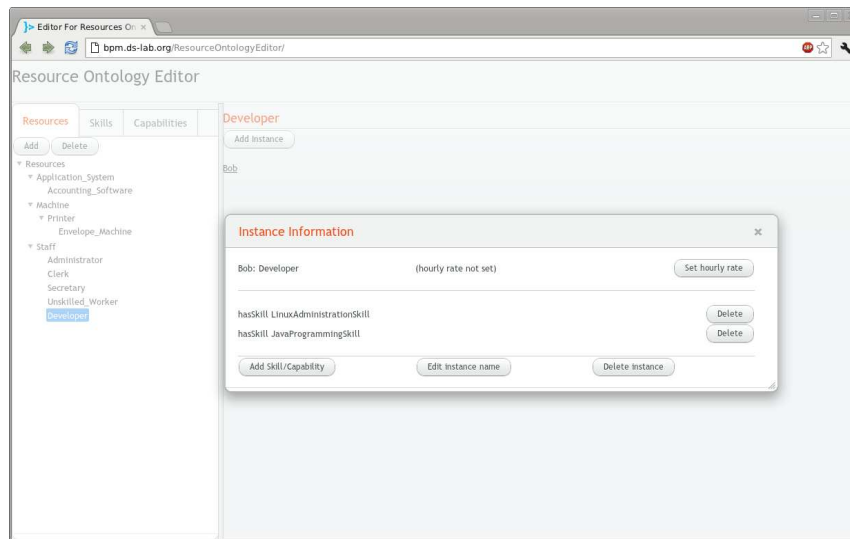 Editor For Resources On
bpm.ds-lab.org/ResourceOntologyEditor/
ABP
Resource Ontology Editor
Resources Skills Capabilities
Add Delete
Resources
Application_System
Accounting_Software
Machine
Printer
Envelope_Machine
Staff
Administrator
Clerk
Secretary
Unskilled_Worker
Developer
Developer
Add Instance
Bob
Instance Information
Bob: Developer (hourly rate not set) Set hourly rate
hasSkill LinuxAdministrationSkill Delete
hasSkill JavaProgrammingSkill Delete
Add Skill/Capability Edit instance name Delete instance